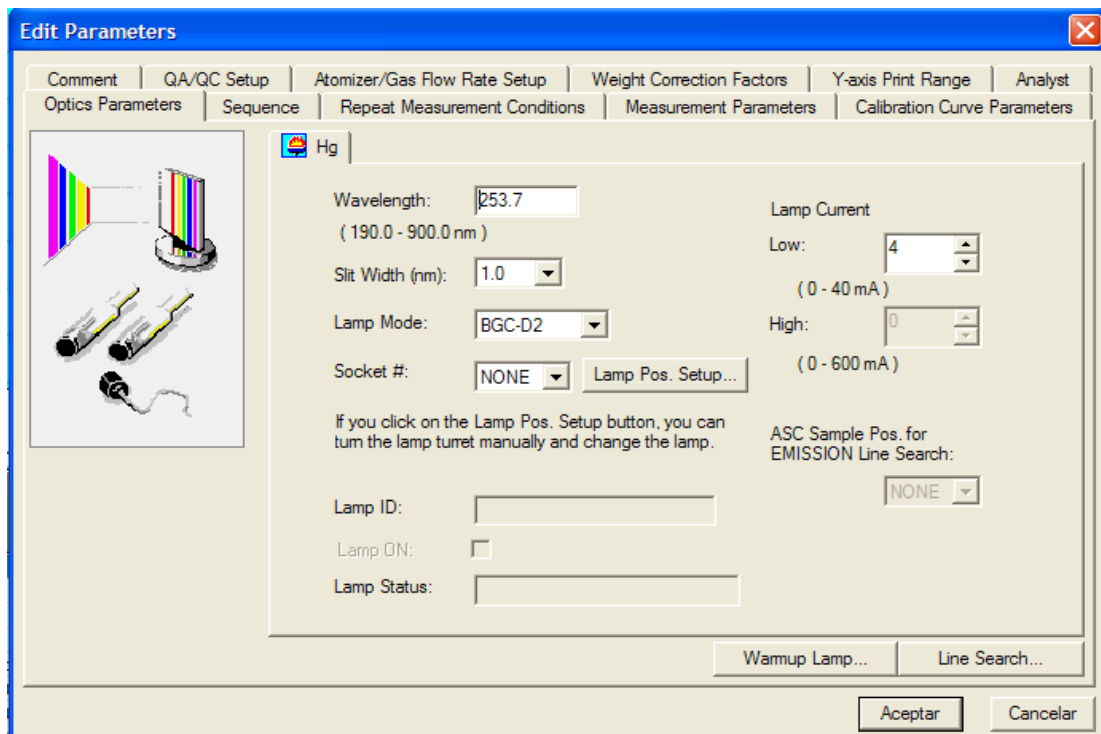 Edit Parameters
Comment
QA/QC Setup
Atomizer/Gas Flow Rate Setup
Weight Correction Factors
Y-axis Print Range
Analyst
Optics Parameters
Sequence
Repeat Measurement Conditions
Measurement Parameters
Calibration Curve Parameters
Hg
Wavelength:
253.7
( 190.0 - 900.0 nm )
Slit Width (nm):
1.0
Lamp Mode:
BGC-D2
Socket #:
NONE
Lamp Pos. Setup...
If you click on the Lamp Pos. Setup button, you can
turn the lamp turret manually and change the lamp.
Lamp ID:
Lamp ON:
Lamp Status:
Lamp Current
Low:
4
( 0 - 40 mA )
High:
0
( 0 - 600 mA )
ASC Sample Pos. for
EMISSION Line Search:
NONE
Warmup Lamp...
Line Search...
Aceptar
Cancelar